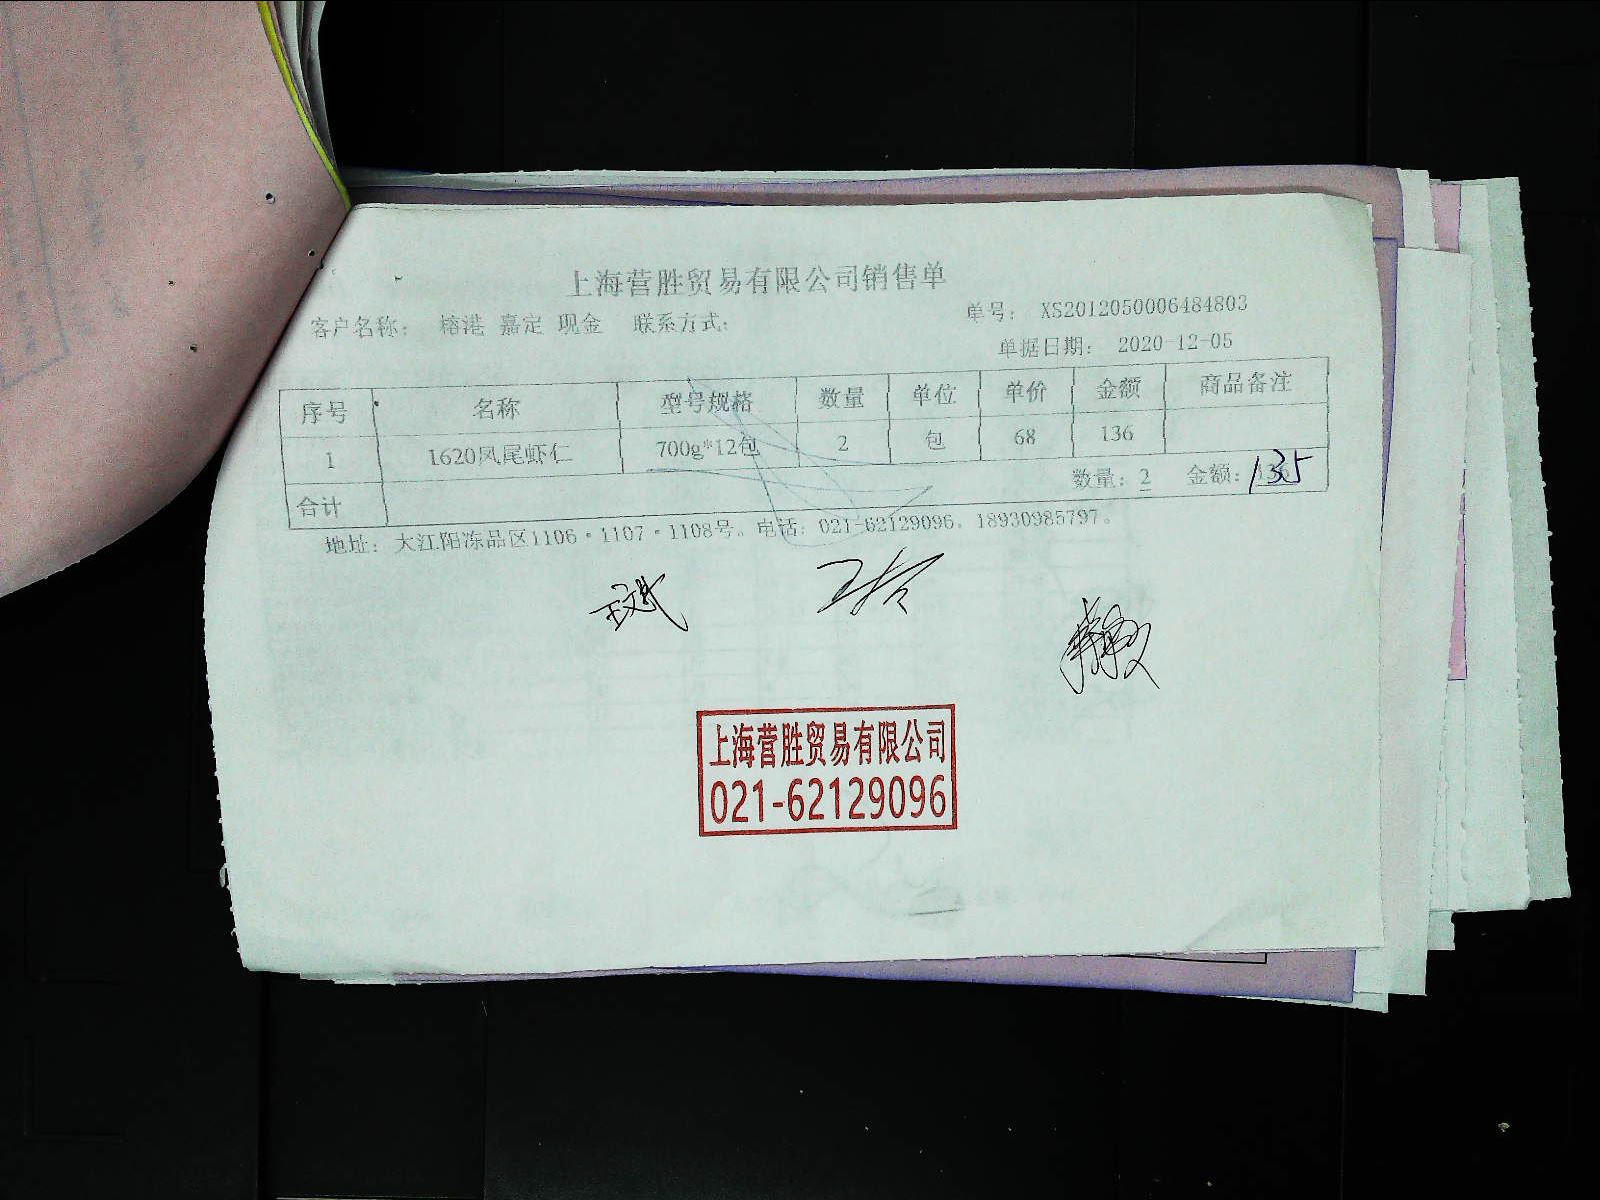 上海营胜贸易有限公司销售单
客户名称： 榕港 嘉定 现金 联系方式：
单号： XS2012050006484803
单据日期： 2020-12-05
序号 名称 型号规格 数量 单位 单价 金额 商品备注
1 1620凤尾虾仁 700g*12包 2 包 68 136
合计 数量：2 金额：135
地址：大江阳冻品区1106·1107·1108号。电话：021-62129096，18930985797。
上海营胜贸易有限公司
021-62129096